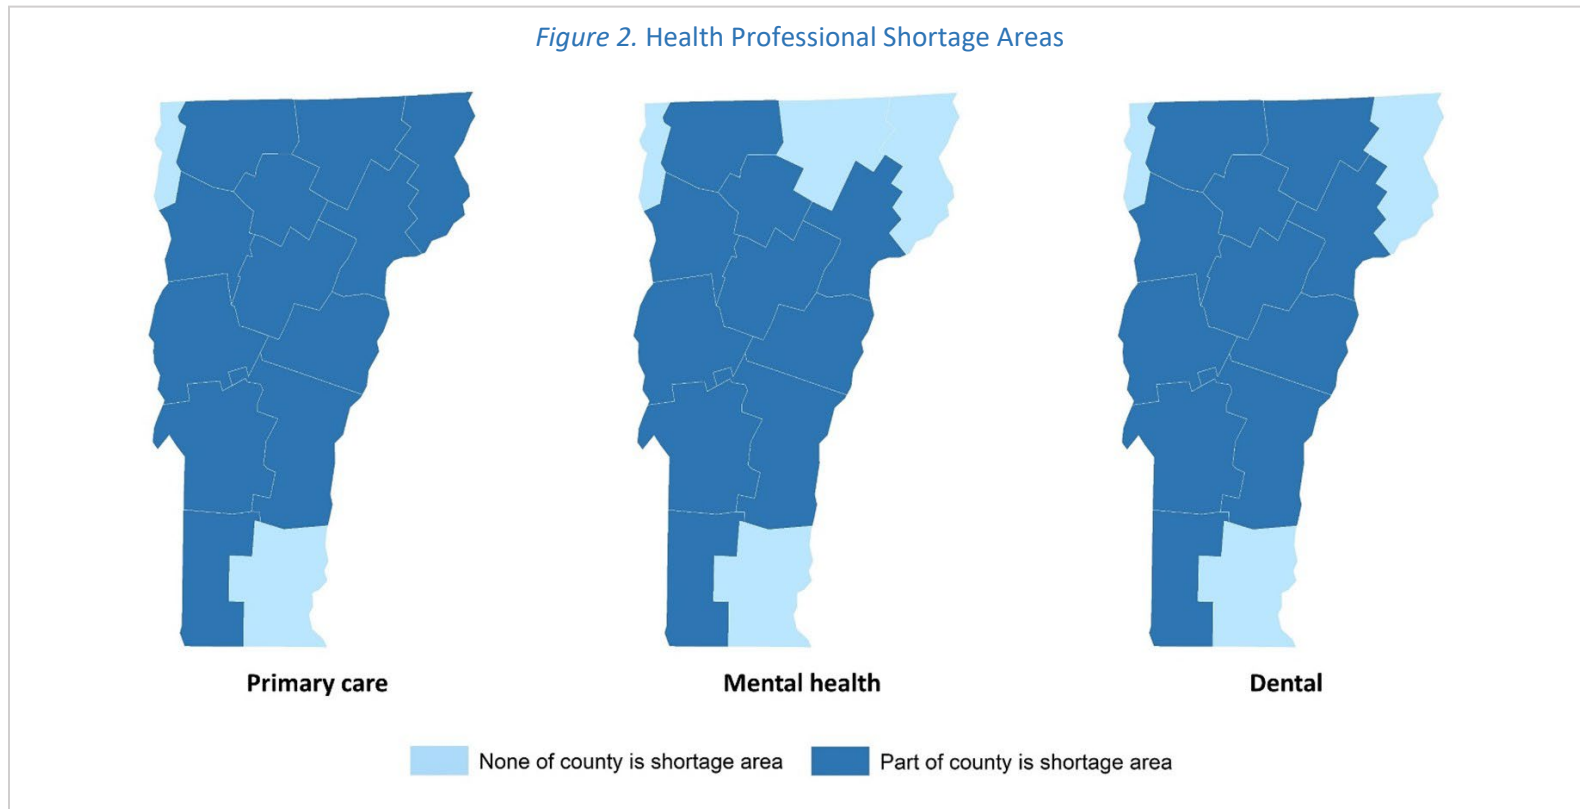 Figure 2. Health Professional Shortage Areas
Primary care
Mental health
Dental
None of county is shortage area
Part of county is shortage area